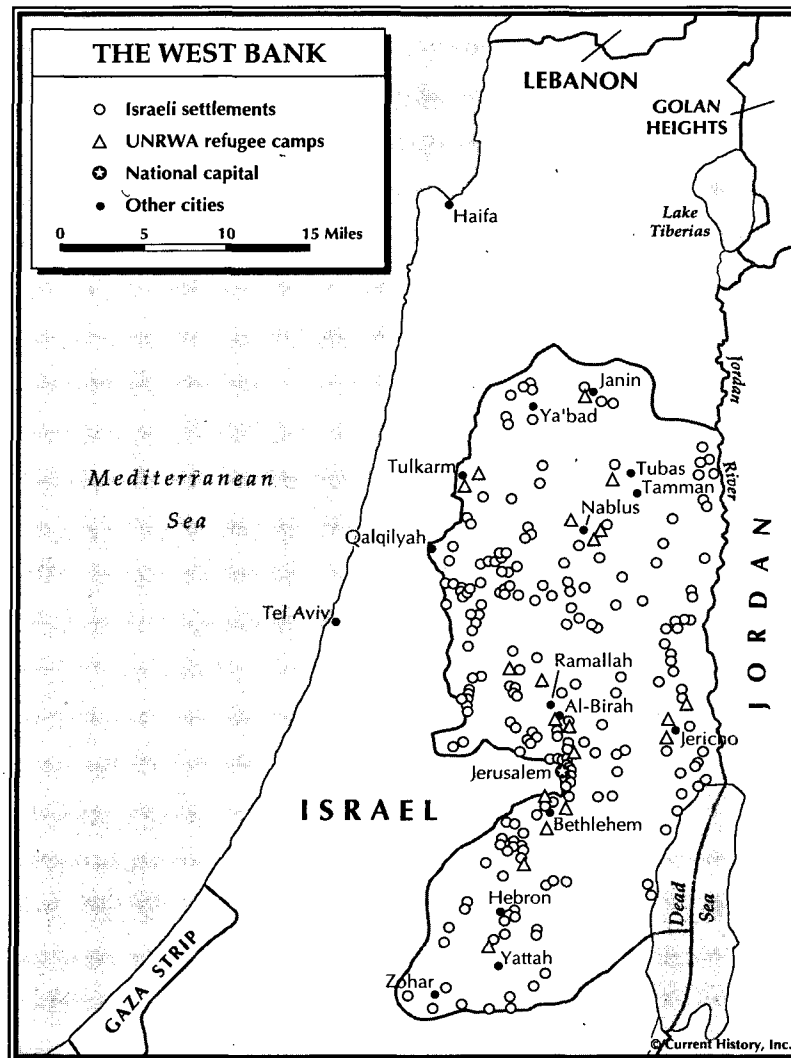 THE WEST BANK
Israeli settlements
UNRWA refugee camps
National capital
Other cities
0 5 10 15 Miles
LEBANON
GOLAN
HEIGHTS
Haifa
Lake
Tiberias
Jordan
River
Janin
Ya'bad
Tulkarm
Tubas
Tamman
Mediterranean
Sea
Nablus
Qalqilyah
JORDAN
Tel Aviv
Ramallah
Al-Birah
Jericho
Jerusalem
ISRAEL
Bethlehem
Dead
Sea
Hebron
GAZA STRIP
Yattah
Zohar
© Current History, Inc.